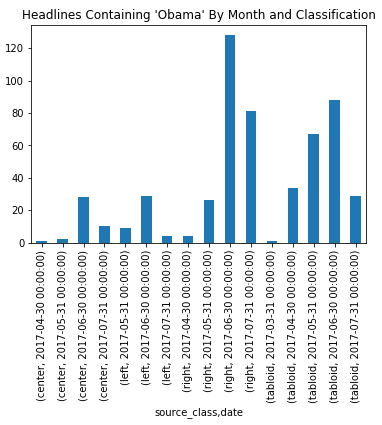 Headlines Containing 'Obama' By Month and Classification
120
100
80
60
40
20
0
(center, 2017-04-30 00:00:00)
(center, 2017-05-31 00:00:00)
(center, 2017-06-30 00:00:00)
(center, 2017-07-31 00:00:00)
(left, 2017-05-31 00:00:00)
(left, 2017-06-30 00:00:00)
(left, 2017-07-31 00:00:00)
(right, 2017-04-30 00:00:00)
(right, 2017-05-31 00:00:00)
(right, 2017-06-30 00:00:00)
(right, 2017-07-31 00:00:00)
(tabloid, 2017-03-31 00:00:00)
(tabloid, 2017-04-30 00:00:00)
(tabloid, 2017-05-31 00:00:00)
(tabloid, 2017-06-30 00:00:00)
(tabloid, 2017-07-31 00:00:00)
source_class,date